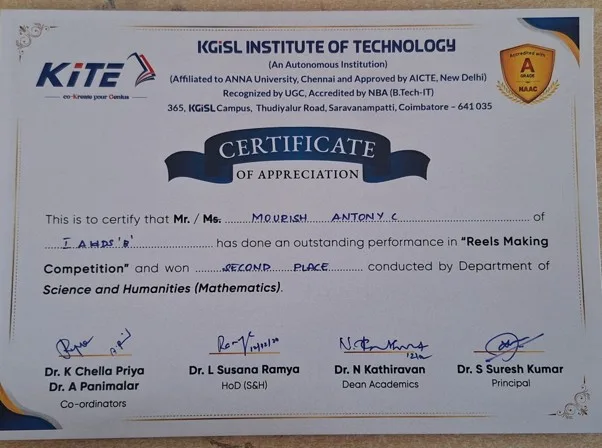 KGiSL INSTITUTE OF TECHNOLOGY
(An Autonomous Institution)
(Affiliated to ANNA University, Chennai and Approved by AICTE, New Delhi)
Recognized by UGC, Accredited by NBA (B.Tech-IT)
365, KGiSL Campus, Thudiyalur Road, Saravanampatti, Coimbatore – 641 035
KiTE
co-Kreate your Genius
Accredited with
A
GRADE
NAAC
CERTIFICATE
OF APPRECIATION
This is to certify that Mr. / Ms. MOURISH ANTONY C of
I AIDS 'B' has done an outstanding performance in “Reels Making
Competition” and won SECOND PLACE conducted by Department of
Science and Humanities (Mathematics).
Dr. K Chella Priya
Dr. A Panimalar
Co-ordinators
Dr. L Susana Ramya
HoD (S&H)
Dr. N Kathiravan
Dean Academics
Dr. S Suresh Kumar
Principal